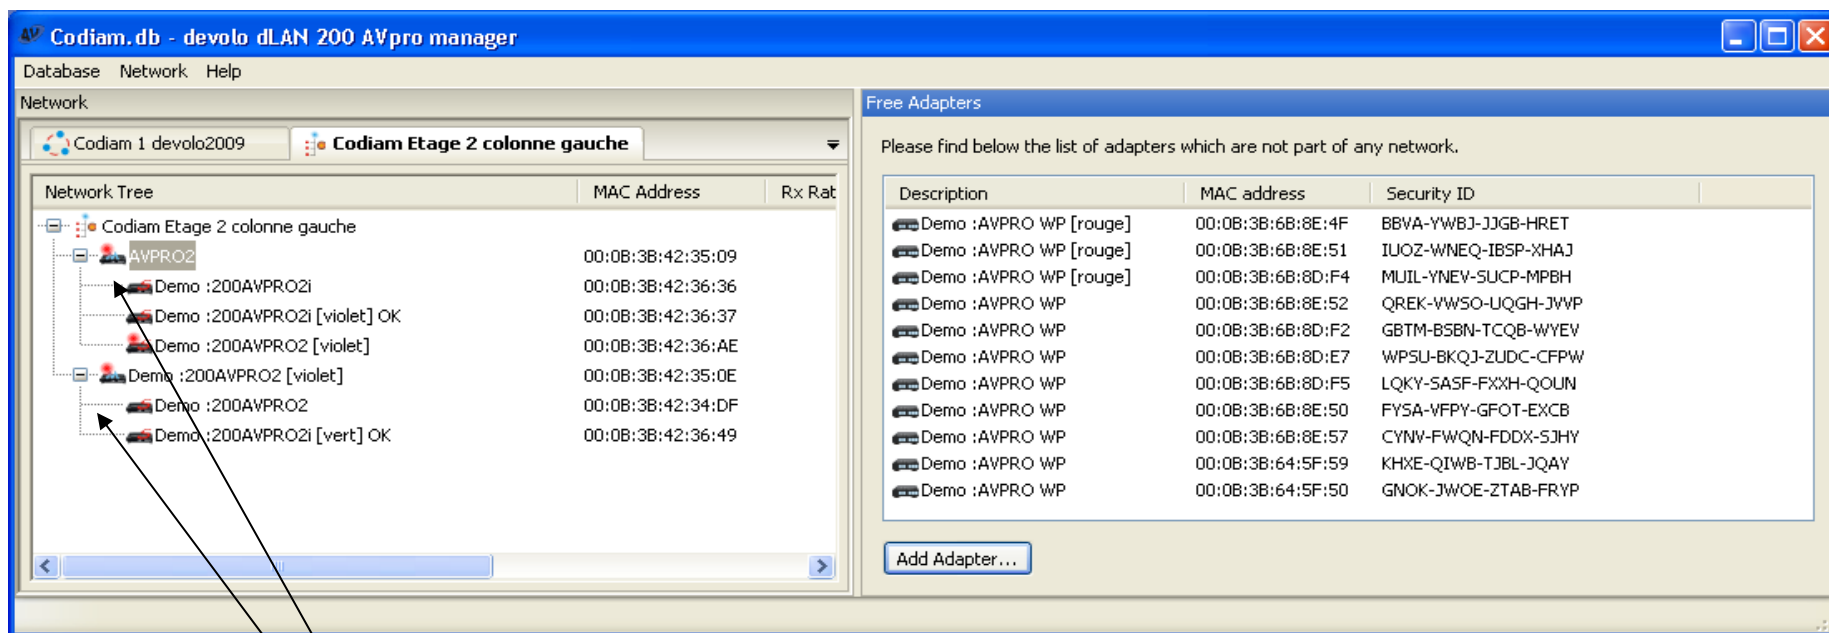 Codiam.db - devolo dLAN 200 AVpro manager
Database Network Help
Network
Codiam 1 devolo2009 Codiam Etage 2 colonne gauche
Network Tree MAC Address Rx Rat
Codiam Etage 2 colonne gauche
AVPRO2 00:0B:3B:42:35:09
Demo :200AVPRO2i 00:0B:3B:42:36:36
Demo :200AVPRO2i [violet] OK 00:0B:3B:42:36:37
Demo :200AVPRO2 [violet] 00:0B:3B:42:36:AE
Demo :200AVPRO2 [violet] 00:0B:3B:42:35:0E
Demo :200AVPRO2 00:0B:3B:42:34:DF
Demo :200AVPRO2i [vert] OK 00:0B:3B:42:36:49
Free Adapters
Please find below the list of adapters which are not part of any network.
Description MAC address Security ID
Demo :AVPRO WP [rouge] 00:0B:3B:6B:8E:4F BBVA-YWBJ-JJGB-HRET
Demo :AVPRO WP [rouge] 00:0B:3B:6B:8E:51 IUOZ-WNEQ-IBSP-XHAJ
Demo :AVPRO WP [rouge] 00:0B:3B:6B:8D:F4 MUIL-YNEV-SUCP-MPBH
Demo :AVPRO WP 00:0B:3B:6B:8E:52 QREK-VWSO-UQGH-JVVP
Demo :AVPRO WP 00:0B:3B:6B:8D:F2 GBTM-BSBN-TCQB-WYEV
Demo :AVPRO WP 00:0B:3B:6B:8D:E7 WPSU-BKQJ-ZUDC-CFPW
Demo :AVPRO WP 00:0B:3B:6B:8D:F5 LQKY-SASF-FXXH-QOUN
Demo :AVPRO WP 00:0B:3B:6B:8E:50 FYSA-VFPY-GFOT-EXCB
Demo :AVPRO WP 00:0B:3B:6B:8E:57 CYNV-FWQN-FDDX-SJHY
Demo :AVPRO WP 00:0B:3B:64:5F:59 KHXE-QIWB-TJBL-JQAY
Demo :AVPRO WP 00:0B:3B:64:5F:50 GNOK-JWOE-ZTAB-FRYP
Add Adapter...